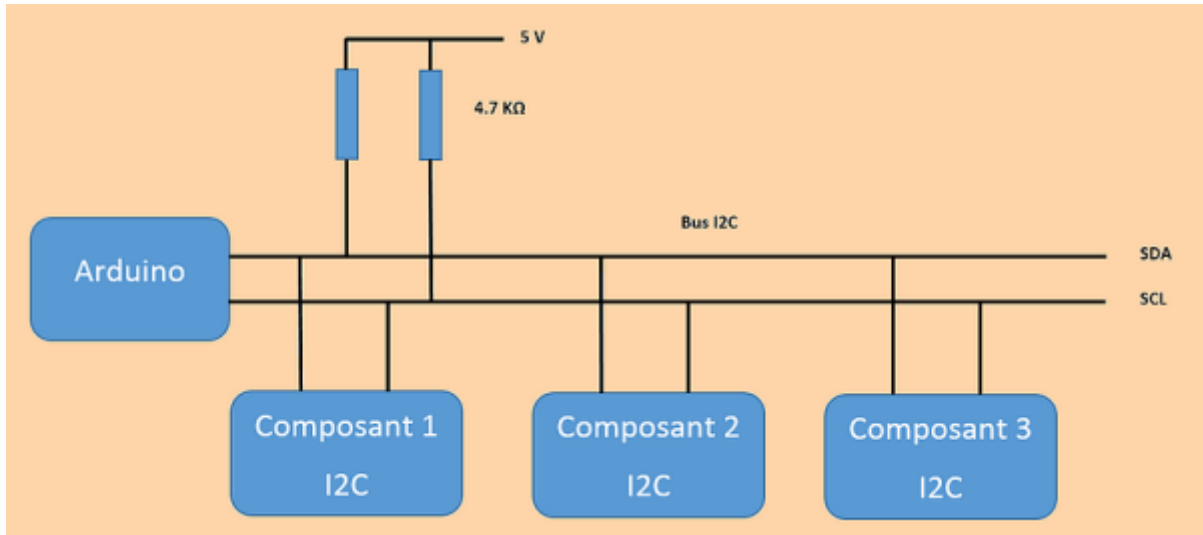 5 V
4.7 KΩ
Bus I2C
SDA
Arduino
SCL
Composant 1
I2C
Composant 2
I2C
Composant 3
I2C